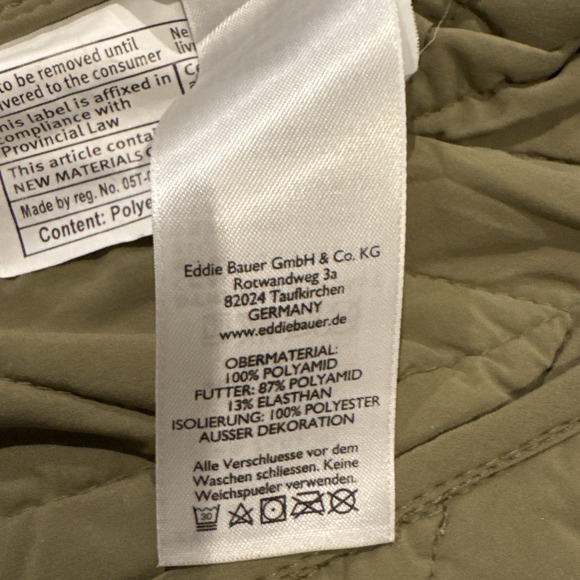 to be removed until
vered to the consumer
his label is affixed in
compliance with
Provincial Law
This article
NEW MATERIALS
Made by reg. No. 05T-
Content:
Eddie Bauer GmbH & Co. KG
Rotwandweg 3a
82024 Taufkirchen
GERMANY
www.eddiebauer.de
OBERMATERIAL:
100% POLYAMID
FUTTER: 87% POLYAMID
13% ELASTHAN
ISOLIERUNG: 100% POLYESTER
AUSSER DEKORATION
Alle Verschluesse vor dem
Waschen schliessen. Keine
Weichspueler verwenden.
30